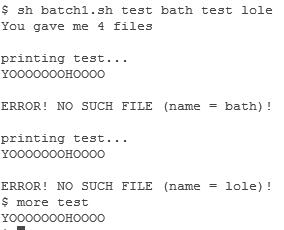 $ sh batch1.sh test bath test lole
You gave me 4 files
printing test...
YOOOOOOOHOOOO
ERROR! NO SUCH FILE (name = bath)!
printing test...
YOOOOOOOHOOOO
ERROR! NO SUCH FILE (name = lole)!
$ more test
YOOOOOOOHOOOO